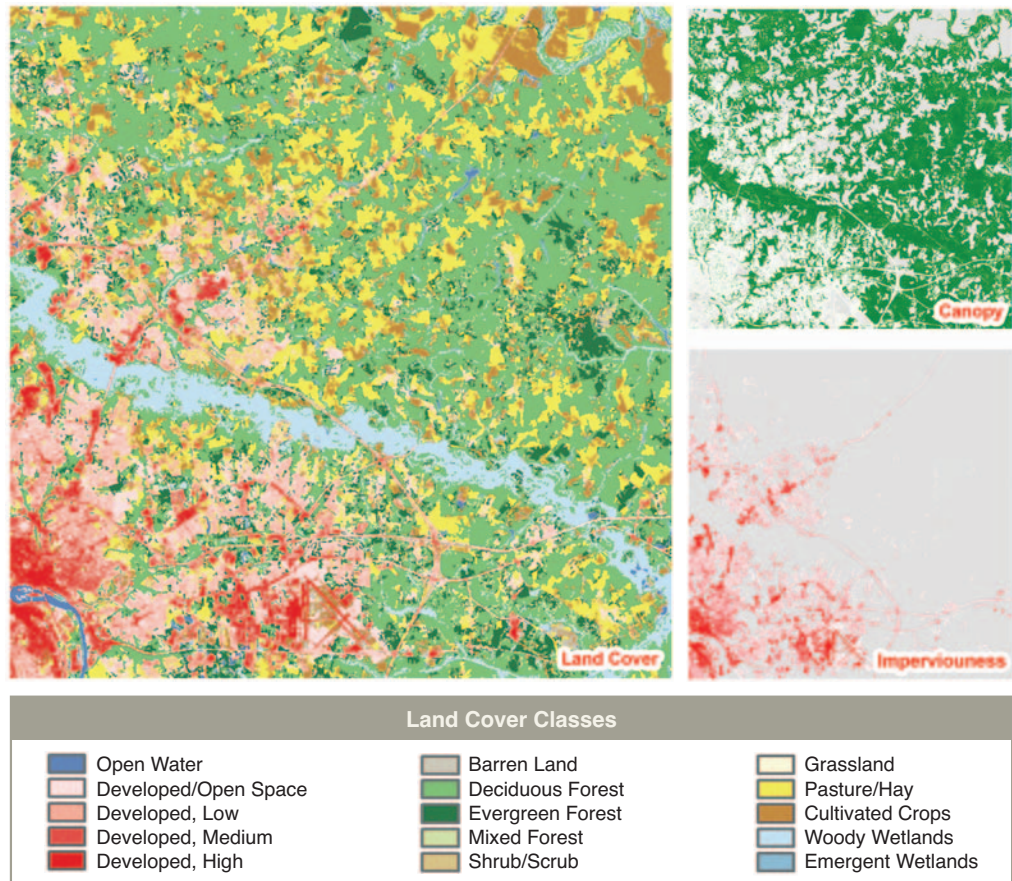 Canopy
Land Cover
Imperviouness
Land Cover Classes
Open Water
Developed/Open Space
Developed, Low
Developed, Medium
Developed, High
Barren Land
Deciduous Forest
Evergreen Forest
Mixed Forest
Shrub/Scrub
Grassland
Pasture/Hay
Cultivated Crops
Woody Wetlands
Emergent Wetlands